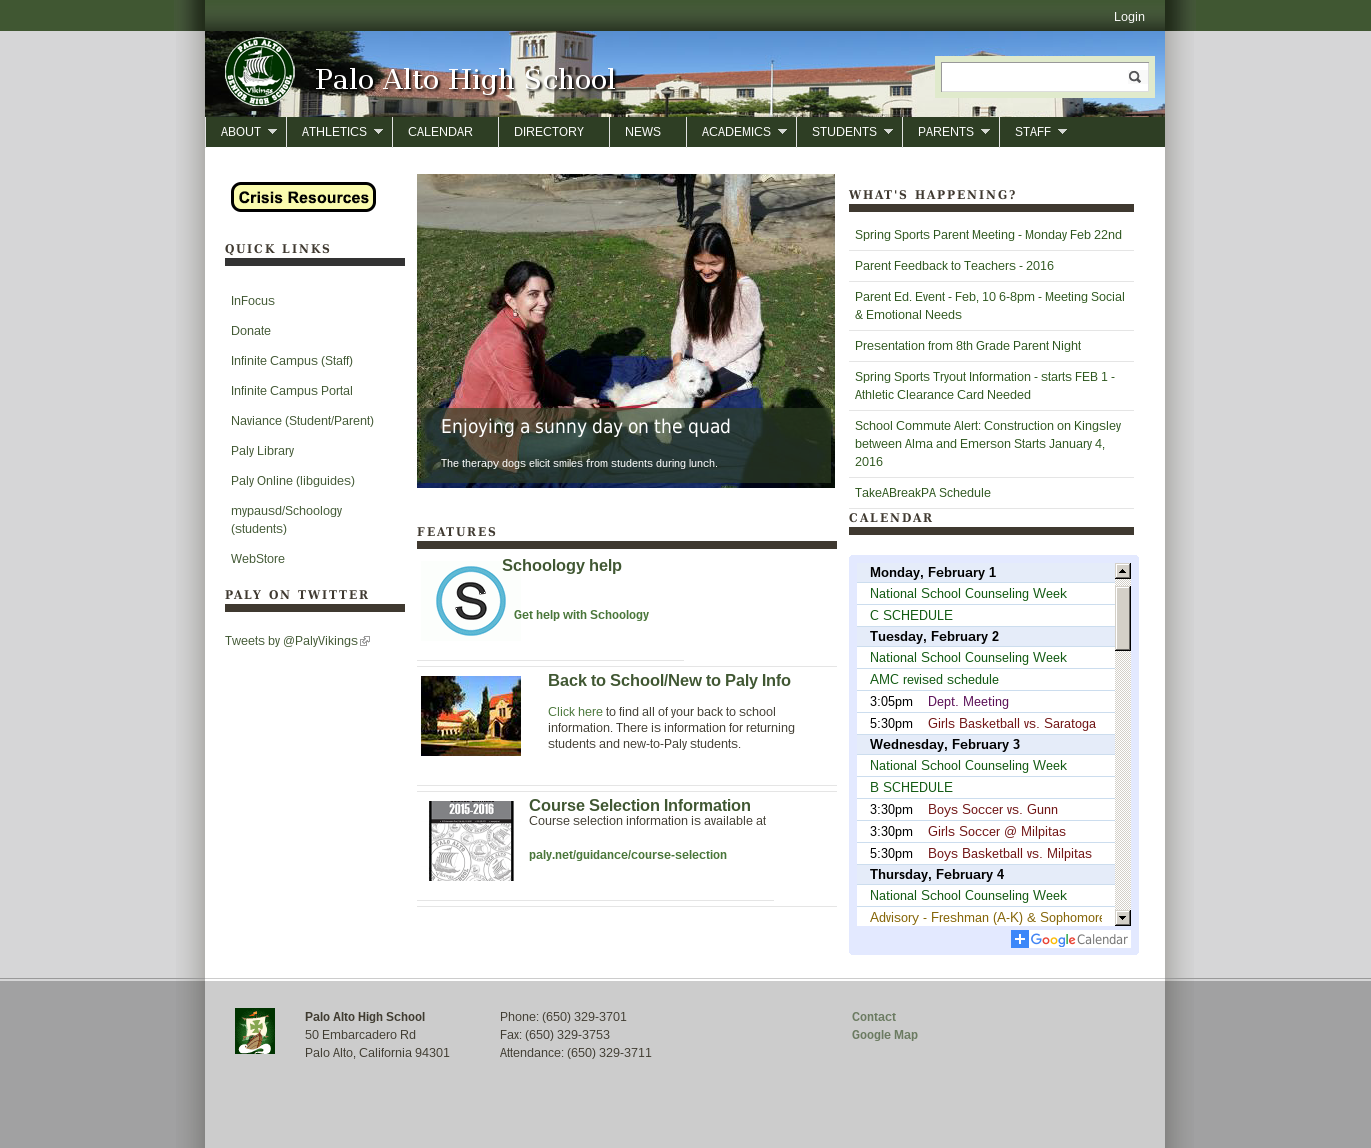 Login
PALO ALTO
SENIOR HIGH SCHOOL
Vikings
Palo Alto High School
ABOUT
ATHLETICS
CALENDAR
DIRECTORY
NEWS
ACADEMICS
STUDENTS
PARENTS
STAFF
Crisis Resources
QUICK LINKS
InFocus
Donate
Infinite Campus (Staff)
Infinite Campus Portal
Naviance (Student/Parent)
Paly Library
Paly Online (libguides)
mypausd/Schoology
(students)
WebStore
PALY ON TWITTER
Tweets by @PalyVikings
Enjoying a sunny day on the quad
The therapy dogs elicit smiles from students during lunch.
FEATURES
S
Schoology help
Get help with Schoology
Back to School/New to Paly Info
Click here to find all of your back to school
information. There is information for returning
students and new-to-Paly students.
2015-2016
Course Selection Information
Course selection information is available at
paly.net/guidance/course-selection
WHAT'S HAPPENING?
Spring Sports Parent Meeting - Monday Feb 22nd
Parent Feedback to Teachers - 2016
Parent Ed. Event - Feb, 10 6-8pm - Meeting Social
& Emotional Needs
Presentation from 8th Grade Parent Night
Spring Sports Tryout Information - starts FEB 1 -
Athletic Clearance Card Needed
School Commute Alert: Construction on Kingsley
between Alma and Emerson Starts January 4,
2016
TakeABreakPA Schedule
CALENDAR
Monday, February 1
National School Counseling Week
C SCHEDULE
Tuesday, February 2
National School Counseling Week
AMC revised schedule
3:05pm Dept. Meeting
5:30pm Girls Basketball vs. Saratoga
Wednesday, February 3
National School Counseling Week
B SCHEDULE
3:30pm Boys Soccer vs. Gunn
3:30pm Girls Soccer @ Milpitas
5:30pm Boys Basketball vs. Milpitas
Thursday, February 4
National School Counseling Week
Advisory - Freshman (A-K) & Sophomore
Google Calendar
Palo Alto High School
50 Embarcadero Rd
Palo Alto, California 94301
Phone: (650) 329-3701
Fax: (650) 329-3753
Attendance: (650) 329-3711
Contact
Google Map